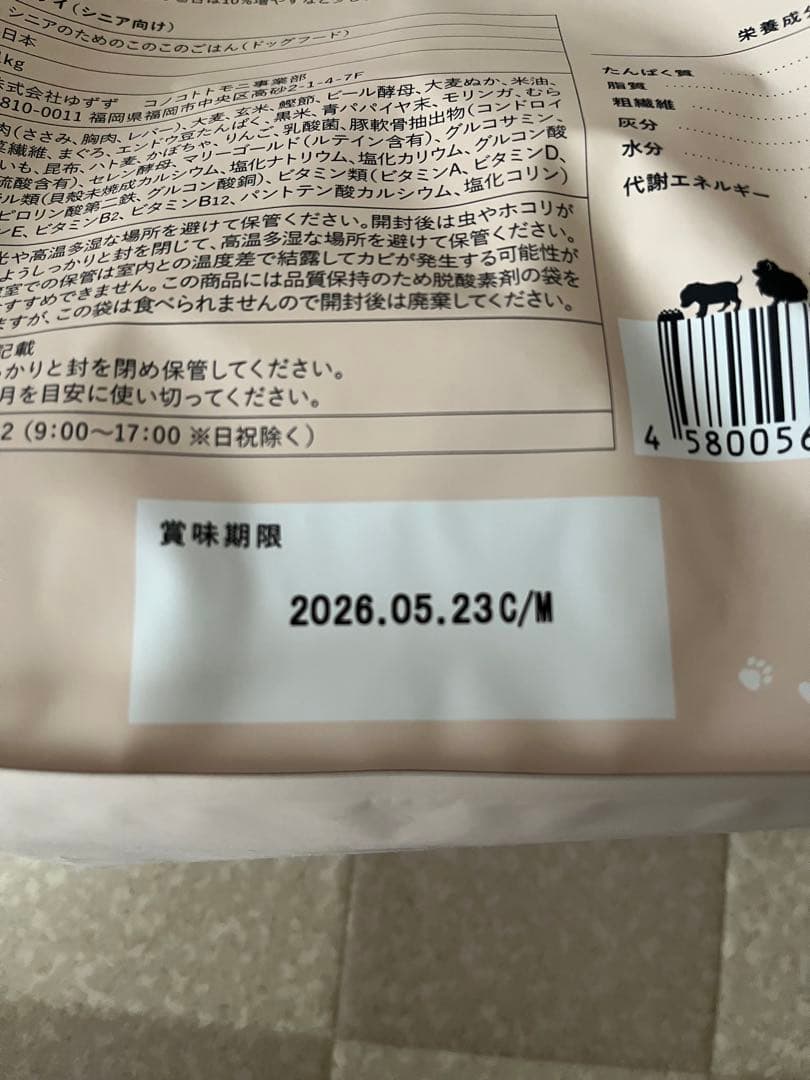 イ(シニア向け)
シニアのためのこのこのごはん(ドッグフード)
日本
1kg
株式会社ゆずず コノコトトモニ事業部
810-0011 福岡県福岡市中央区高砂2-1-4-7F
肉(ささみ、胸肉、レバー)、大麦、玄米、鰹節、ビール酵母、大麦ぬか、米油、
菜繊維、まぐろ、エンドウ豆たんぱく、黒米、青パパイヤ末、モリンガ、むら
いも、昆布、ハト麦、かぼちゃ、りんご、乳酸菌、豚軟骨抽出物(コンドロイ
硫酸含有)、セレン酵母、マリーゴールド(ルテイン含有)、グルコサミン、
ル類(貝殻未焼成カルシウム、塩化ナトリウム、塩化カリウム、グルコン酸
ピロリン酸第二鉄、グルコン酸銅)、ビタミン類(ビタミンA、ビタミンD、
ンE、ビタミンB2、ビタミンB12、パントテン酸カルシウム、塩化コリン)
光や高温多湿な場所を避けて保管ください。開封後は虫やホコリが
ようしっかりと封を閉じて、高温多湿な場所を避けて保管ください。
室での保管は室内との温度差で結露してカビが発生する可能性が
すすめできません。この商品には品質保持のため脱酸素剤の袋を
ますが、この袋は食べられませんので開封後は廃棄してください。
記載
かりと封を閉め保管してください。
月を目安に使い切ってください。
2(9:00〜17:00 ※日祝除く)
栄養成分
たんぱく質
脂質
粗繊維
灰分
水分
代謝エネルギー
4 580056
賞味期限
2026.05.23C/M